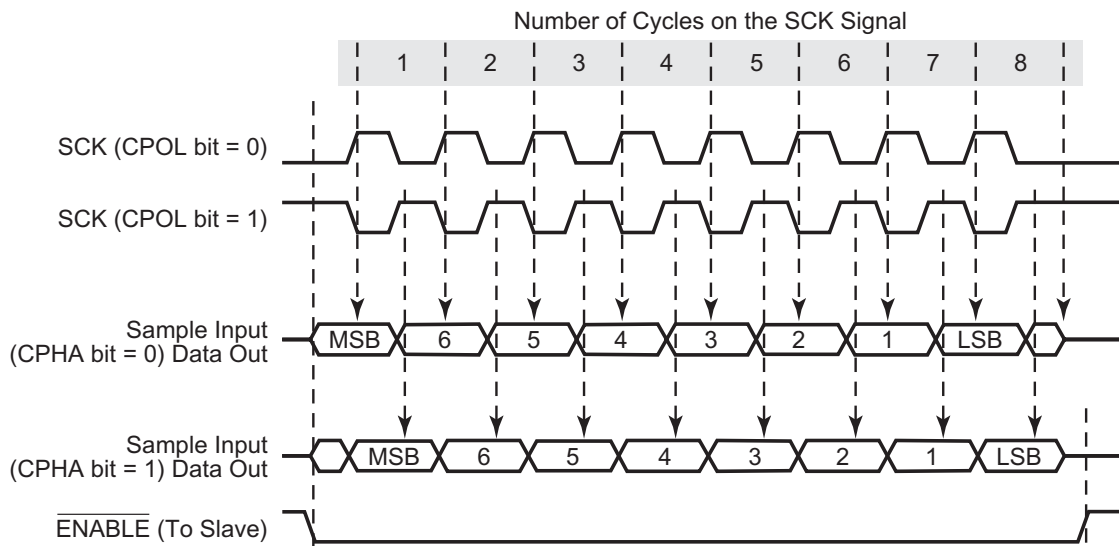 Number of Cycles on the SCK Signal
1 2 3 4 5 6 7 8
SCK (CPOL bit = 0)
SCK (CPOL bit = 1)
Sample Input
(CPHA bit = 0) Data Out
MSB 6 5 4 3 2 1 LSB
Sample Input
(CPHA bit = 1) Data Out
MSB 6 5 4 3 2 1 LSB
ENABLE (To Slave)